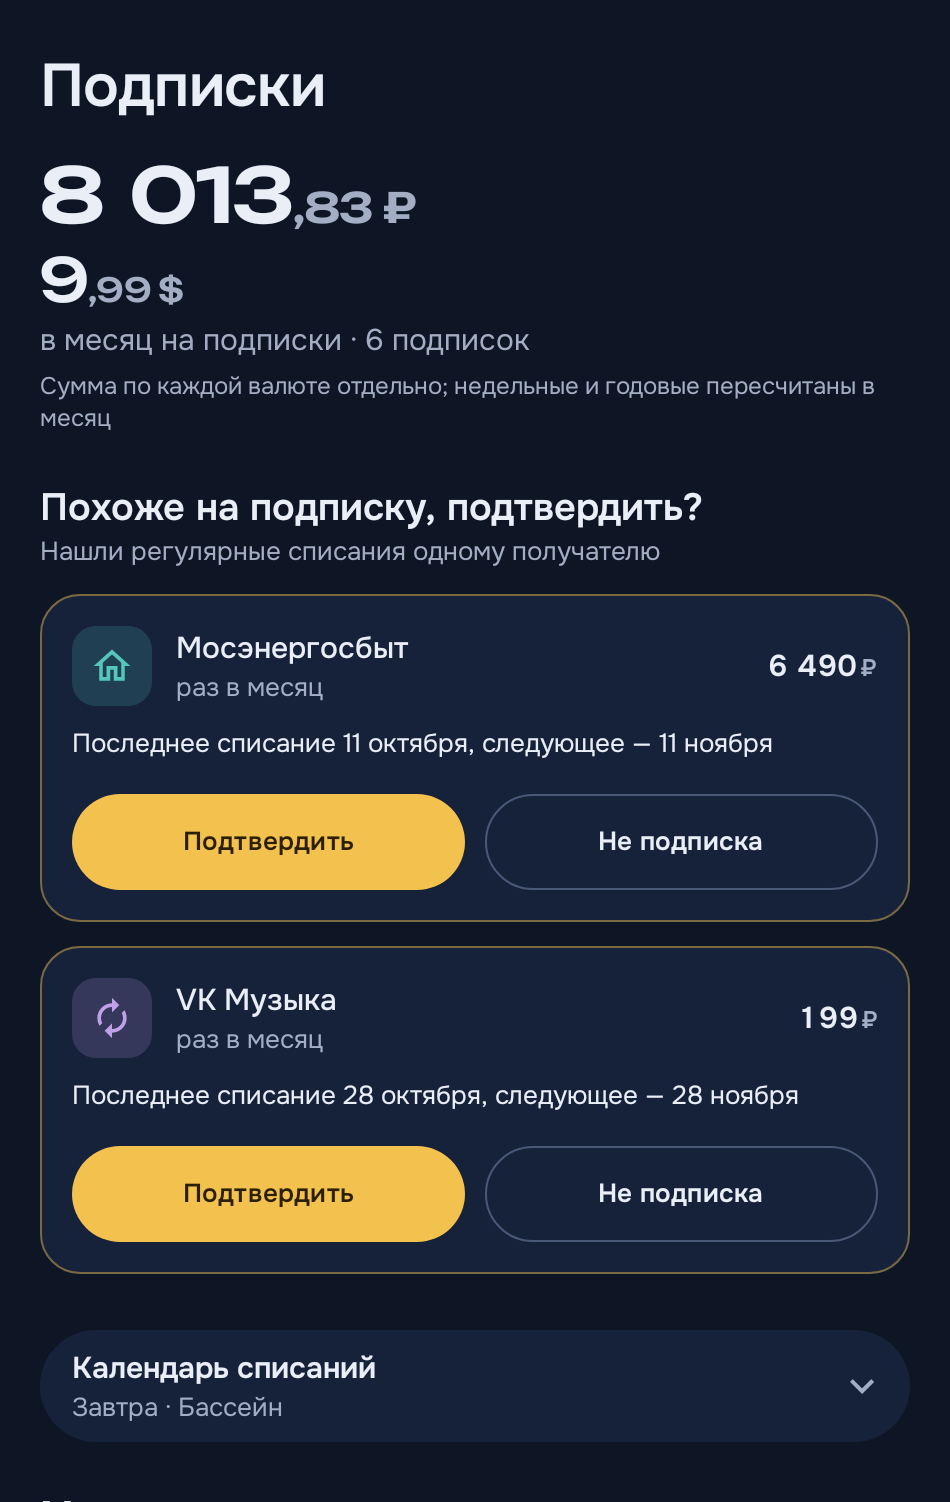 Подписки
8 013,83 ₽
9,99 $
в месяц на подписки · 6 подписок
Сумма по каждой валюте отдельно; недельные и годовые пересчитаны в
месяц
Похоже на подписку, подтвердить?
Нашли регулярные списания одному получателю
Мосэнергосбыт
6 490 ₽
раз в месяц
Последнее списание 11 октября, следующее — 11 ноября
Подтвердить
Не подписка
VK Музыка
199 ₽
раз в месяц
Последнее списание 28 октября, следующее — 28 ноября
Подтвердить
Не подписка
Календарь списаний
Завтра · Бассейн